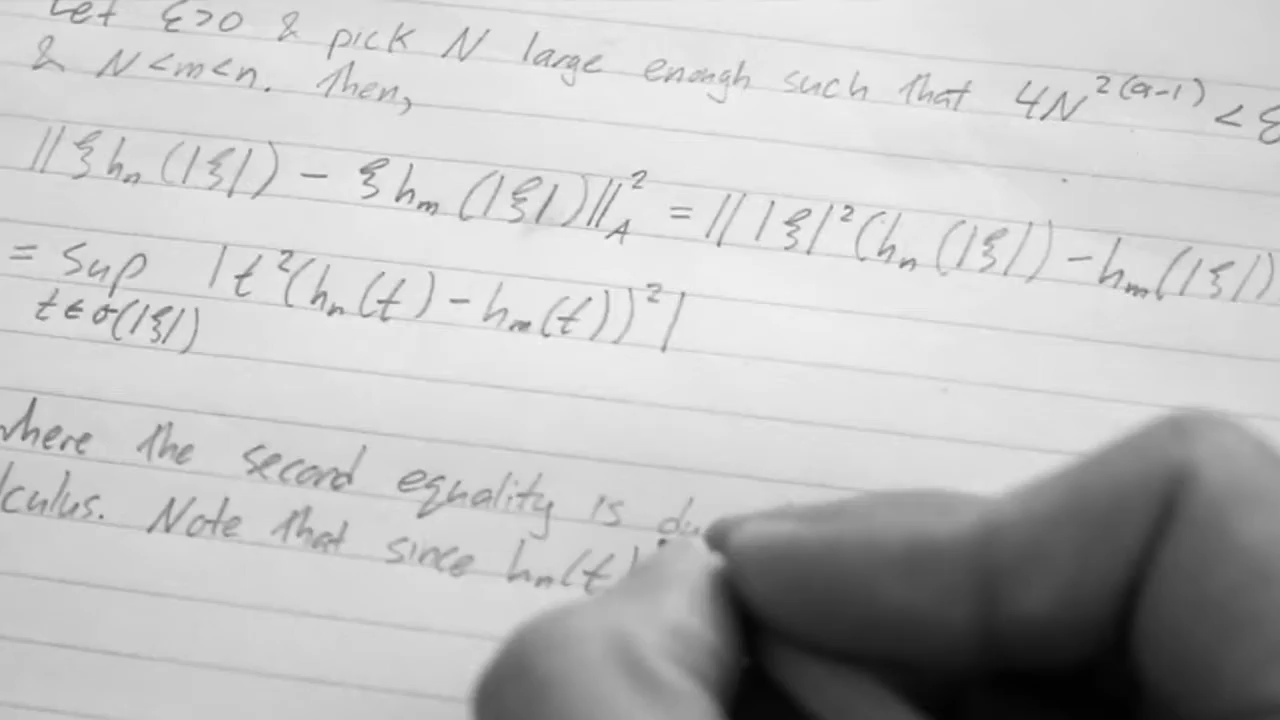 Let ε>0 & pick N large enough such that 4N^{2(a-1)} < ε
& N<m<n. Then,
||ξh_n(|ξ|) - ξh_m(|ξ|)||_A^2 = || |ξ|^2(h_n(|ξ|) - h_m(|ξ|)
= sup |t^2(h_n(t) - h_m(t))^2|
t∈σ(|ξ|)
where the second equality is du
lculus. Note that since h_n(t)